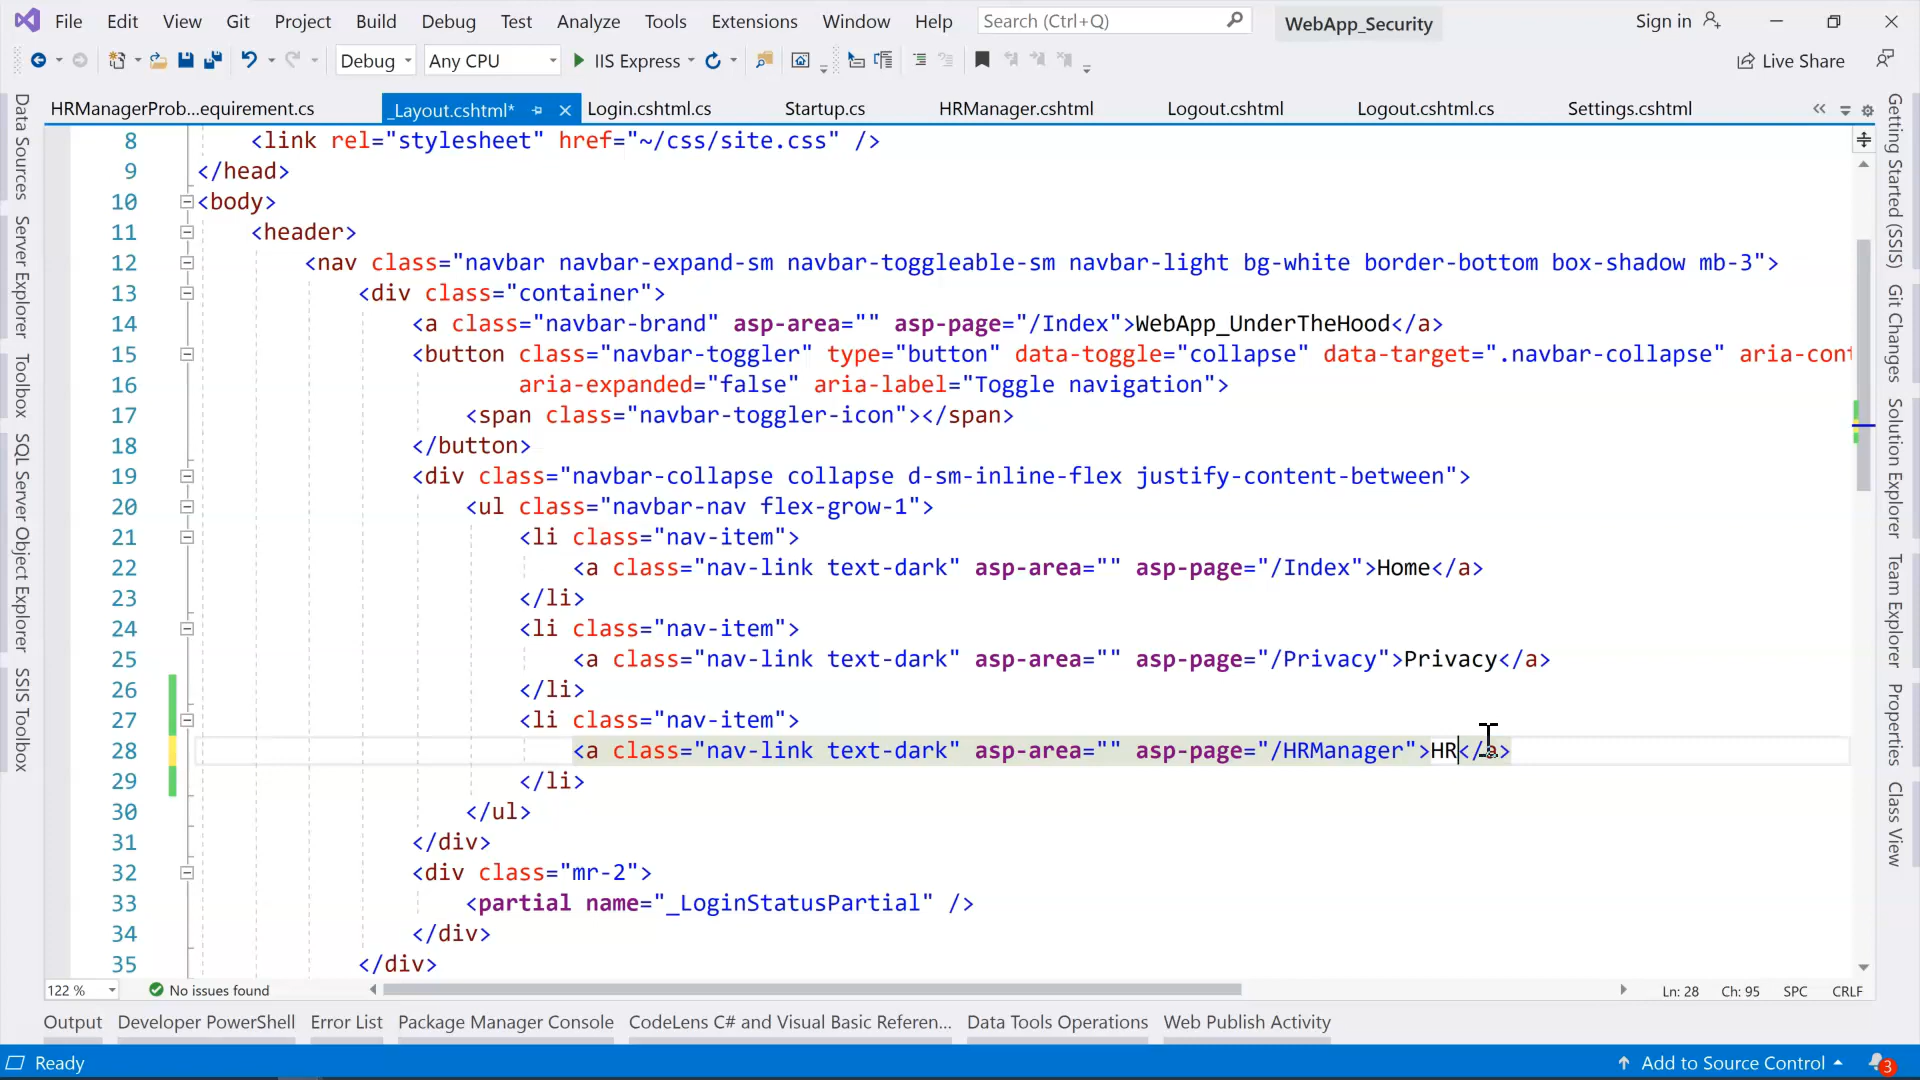 File Edit View Git Project Build Debug Test Analyze Tools Extensions Window Help Search (Ctrl+Q) WebApp_Security Sign in
Debug Any CPU IIS Express Live Share
HRManagerProb...equirement.cs _Layout.cshtml* Login.cshtml.cs Startup.cs HRManager.cshtml Logout.cshtml Logout.cshtml.cs Settings.cshtml
Data Sources
Server Explorer
Toolbox
SQL Server Object Explorer
SSIS Toolbox
8 <link rel="stylesheet" href="~/css/site.css" />
9 </head>
10 <body>
11 <header>
12 <nav class="navbar navbar-expand-sm navbar-toggleable-sm navbar-light bg-white border-bottom box-shadow mb-3">
13 <div class="container">
14 <a class="navbar-brand" asp-area="" asp-page="/Index">WebApp_UnderTheHood</a>
15 <button class="navbar-toggler" type="button" data-toggle="collapse" data-target=".navbar-collapse" aria-cont
16 aria-expanded="false" aria-label="Toggle navigation">
17 <span class="navbar-toggler-icon"></span>
18 </button>
19 <div class="navbar-collapse collapse d-sm-inline-flex justify-content-between">
20 <ul class="navbar-nav flex-grow-1">
21 <li class="nav-item">
22 <a class="nav-link text-dark" asp-area="" asp-page="/Index">Home</a>
23 </li>
24 <li class="nav-item">
25 <a class="nav-link text-dark" asp-area="" asp-page="/Privacy">Privacy</a>
26 </li>
27 <li class="nav-item">
28 <a class="nav-link text-dark" asp-area="" asp-page="/HRManager">HR</a>
29 </li>
30 </ul>
31 </div>
32 <div class="mr-2">
33 <partial name="_LoginStatusPartial" />
34 </div>
35 </div>
Getting Started (SSIS)
Git Changes
Solution Explorer
Team Explorer
Properties
Class View
122 % No issues found Ln: 28 Ch: 95 SPC CRLF
Output Developer PowerShell Error List Package Manager Console CodeLens C# and Visual Basic Referen... Data Tools Operations Web Publish Activity
Ready Add to Source Control 3